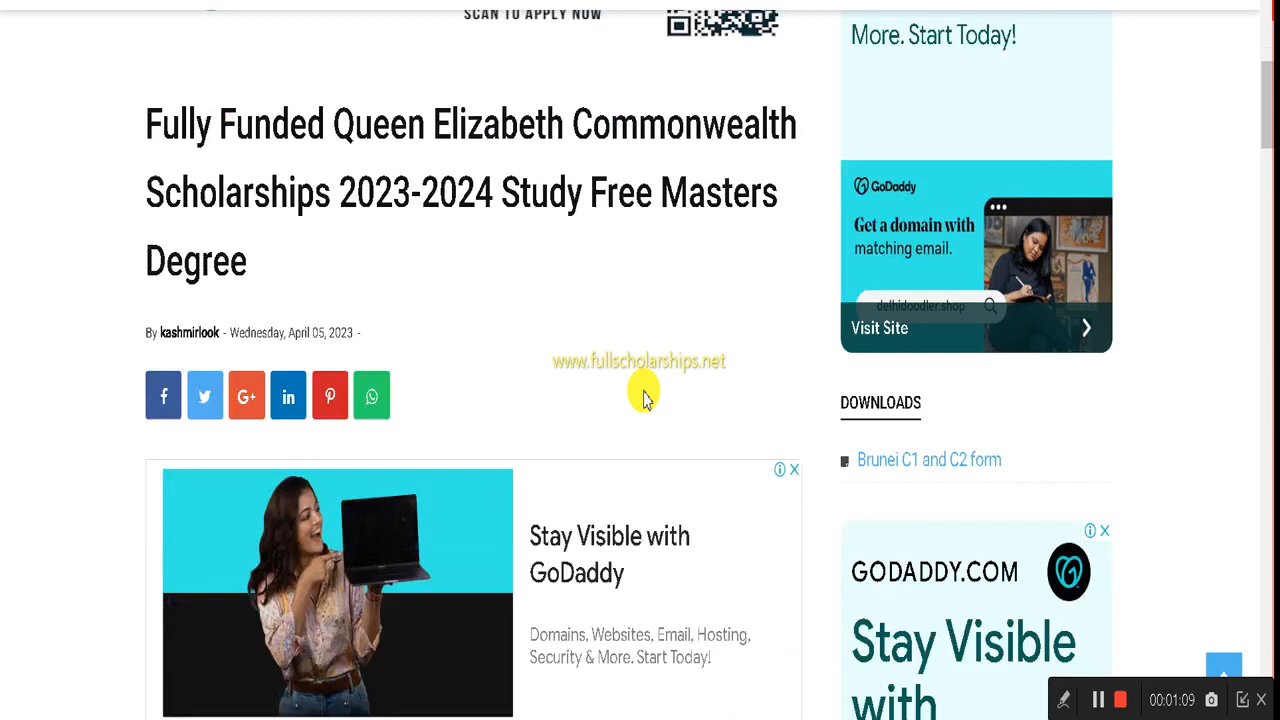 SCAN TO APPLY NOW
More. Start Today!
Fully Funded Queen Elizabeth Commonwealth
Scholarships 2023-2024 Study Free Masters
Degree
By kashmirlook - Wednesday, April 05, 2023 -
www.fullscholarships.net
GoDaddy
Get a domain with
matching email.
delhidoodler.shop
Visit Site
DOWNLOADS
Brunei C1 and C2 form
Stay Visible with
GoDaddy
Domains, Websites, Email, Hosting,
Security & More. Start Today!
GODADDY.COM
Stay Visible
with
00:01:09